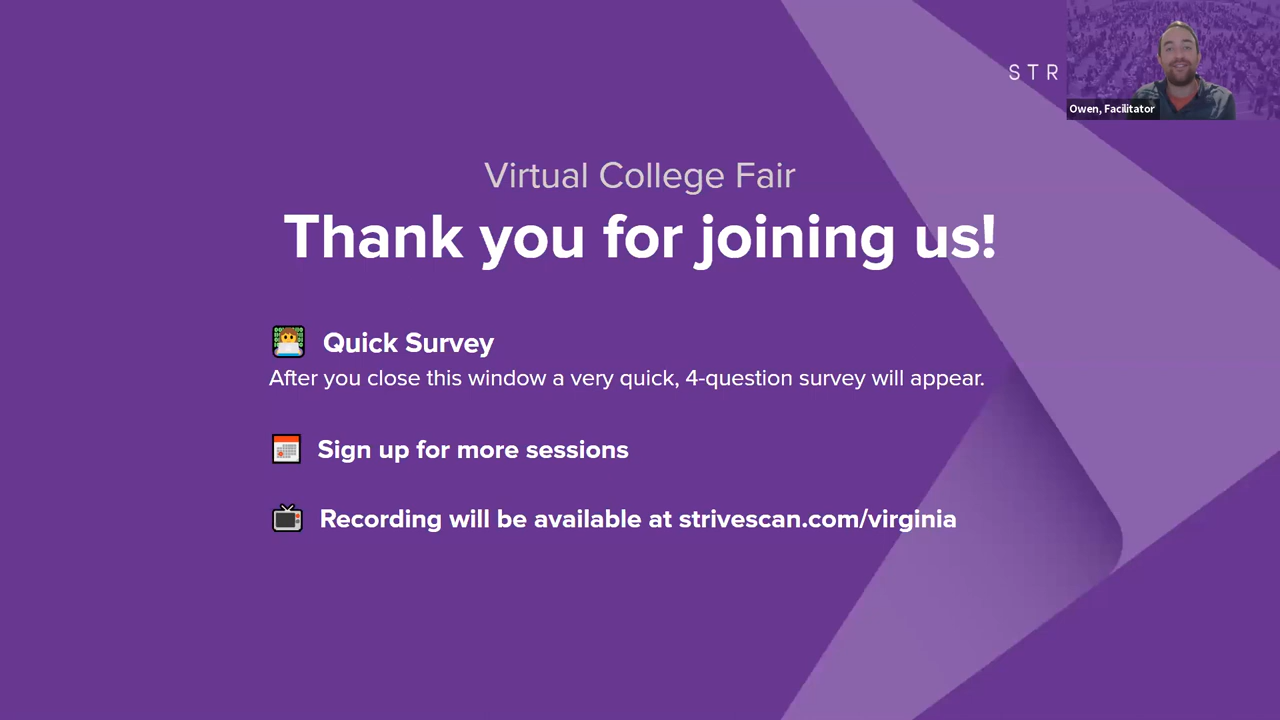 STR
Owen, Facilitator
Virtual College Fair
Thank you for joining us!
Quick Survey
After you close this window a very quick, 4-question survey will appear.
Sign up for more sessions
Recording will be available at strivescan.com/virginia